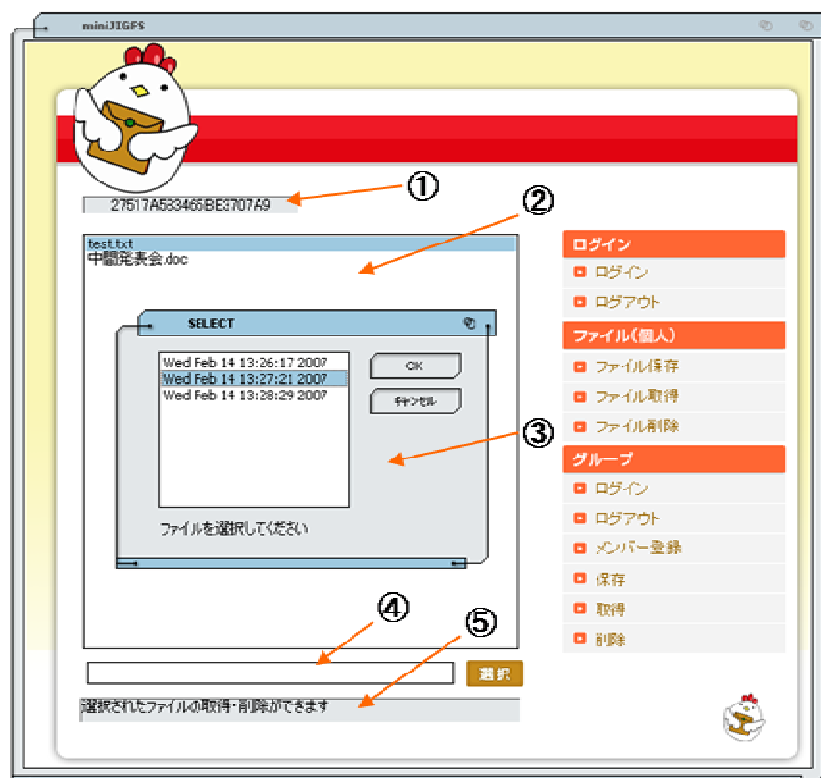 miniJIGFS
①
27517A583465BE3707A9
②
test.txt
中間発表会.doc
SELECT
Wed Feb 14 13:26:17 2007
Wed Feb 14 13:27:21 2007
Wed Feb 14 13:28:29 2007
OK
キャンセル
③
ファイルを選択してください
④
⑤
選択
選択されたファイルの取得・削除ができます
ログイン
ログイン
ログアウト
ファイル(個人)
ファイル保存
ファイル取得
ファイル削除
グループ
ログイン
ログアウト
メンバー登録
保存
取得
削除